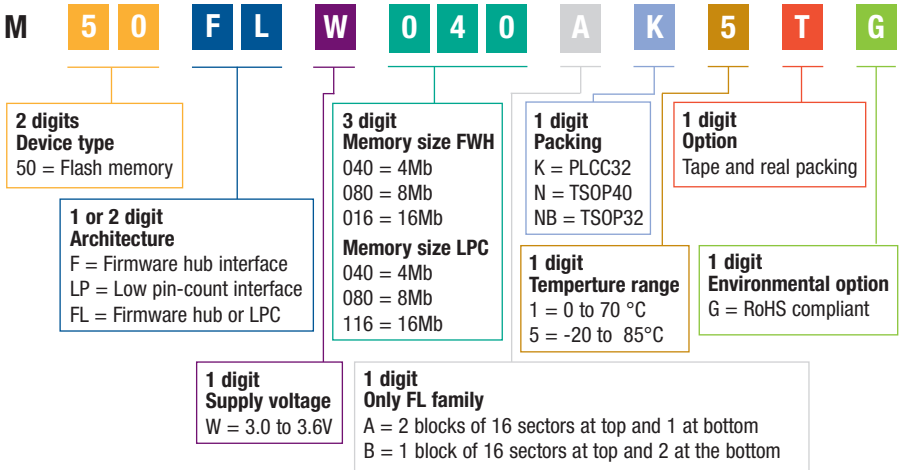 M 5 0 F L W 0 4 0 A K 5 T G
2 digits
Device type
50 = Flash memory
1 or 2 digit
Architecture
F = Firmware hub interface
LP = Low pin-count interface
FL = Firmware hub or LPC
1 digit
Supply voltage
W = 3.0 to 3.6V
3 digit
Memory size FWH
040 = 4Mb
080 = 8Mb
016 = 16Mb
Memory size LPC
040 = 4Mb
080 = 8Mb
116 = 16Mb
1 digit
Only FL family
A = 2 blocks of 16 sectors at top and 1 at bottom
B = 1 block of 16 sectors at top and 2 at the bottom
1 digit
Packing
K = PLCC32
N = TSOP40
NB = TSOP32
1 digit
Temperture range
1 = 0 to 70 °C
5 = -20 to 85°C
1 digit
Option
Tape and real packing
1 digit
Environmental option
G = RoHS compliant